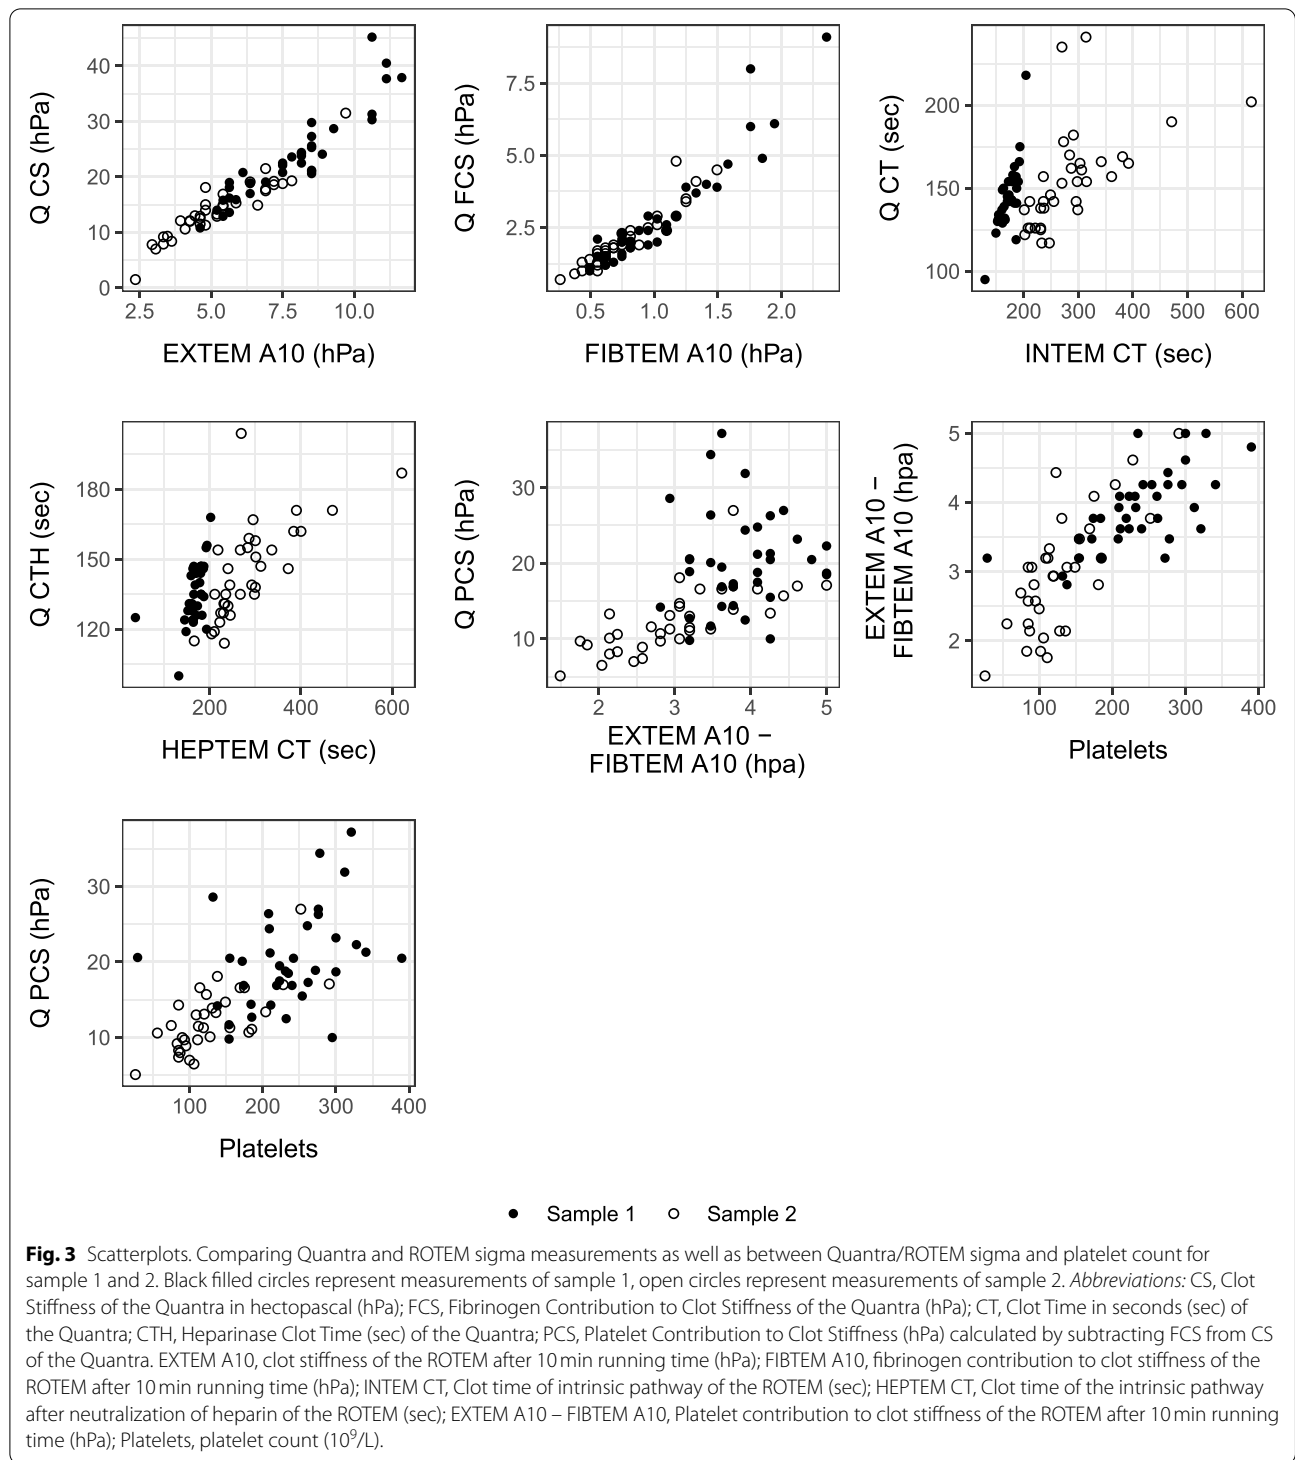 Q CS (hPa)
40
30
20
10
0
2.5 5.0 7.5 10.0
EXTEM A10 (hPa)
Q FCS (hPa)
7.5
5.0
2.5
0.5 1.0 1.5 2.0
FIBTEM A10 (hPa)
Q CT (sec)
200
150
100
200 300 400 500 600
INTEM CT (sec)
Q CTH (sec)
180
150
120
200 400 600
HEPTEM CT (sec)
Q PCS (hPa)
30
20
10
2 3 4 5
EXTEM A10 −
FIBTEM A10 (hpa)
EXTEM A10 −
FIBTEM A10 (hpa)
5
4
3
2
100 200 300 400
Platelets
Q PCS (hPa)
30
20
10
100 200 300 400
Platelets
Sample 1 Sample 2
Fig. 3 Scatterplots. Comparing Quantra and ROTEM sigma measurements as well as between Quantra/ROTEM sigma and platelet count for
sample 1 and 2. Black filled circles represent measurements of sample 1, open circles represent measurements of sample 2. Abbreviations: CS, Clot
Stiffness of the Quantra in hectopascal (hPa); FCS, Fibrinogen Contribution to Clot Stiffness of the Quantra (hPa); CT, Clot Time in seconds (sec) of
the Quantra; CTH, Heparinase Clot Time (sec) of the Quantra; PCS, Platelet Contribution to Clot Stiffness (hPa) calculated by subtracting FCS from CS
of the Quantra. EXTEM A10, clot stiffness of the ROTEM after 10 min running time (hPa); FIBTEM A10, fibrinogen contribution to clot stiffness of the
ROTEM after 10 min running time (hPa); INTEM CT, Clot time of intrinsic pathway of the ROTEM (sec); HEPTEM CT, Clot time of the intrinsic pathway
after neutralization of heparin of the ROTEM (sec); EXTEM A10 – FIBTEM A10, Platelet contribution to clot stiffness of the ROTEM after 10 min running
time (hPa); Platelets, platelet count (10⁹/L).